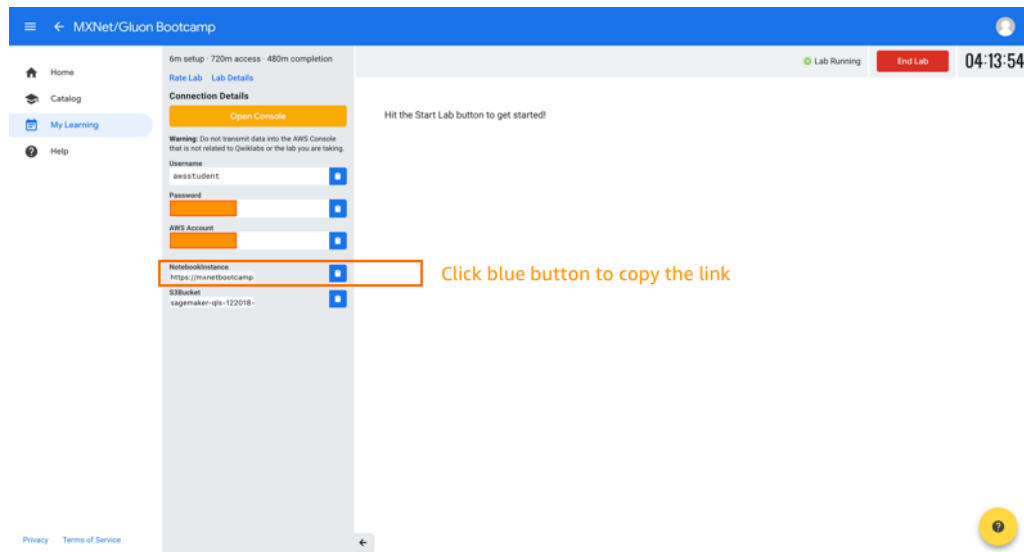 MXNet/Gluon Bootcamp
Home
Catalog
My Learning
Help
Privacy Terms of Service
6m setup · 720m access · 480m completion
Rate Lab Lab Details
Connection Details
Open Console
Warning: Do not transmit data into the AWS Console
that is not related to Qwiklabs or the lab you are taking.
Username
awsstudent
Password
AWS Account
NotebookInstance
https://mxnetbootcamp
S3Bucket
sagemaker-qls-122018-
Lab Running
End Lab
04:13:54
Hit the Start Lab button to get started!
Click blue button to copy the link